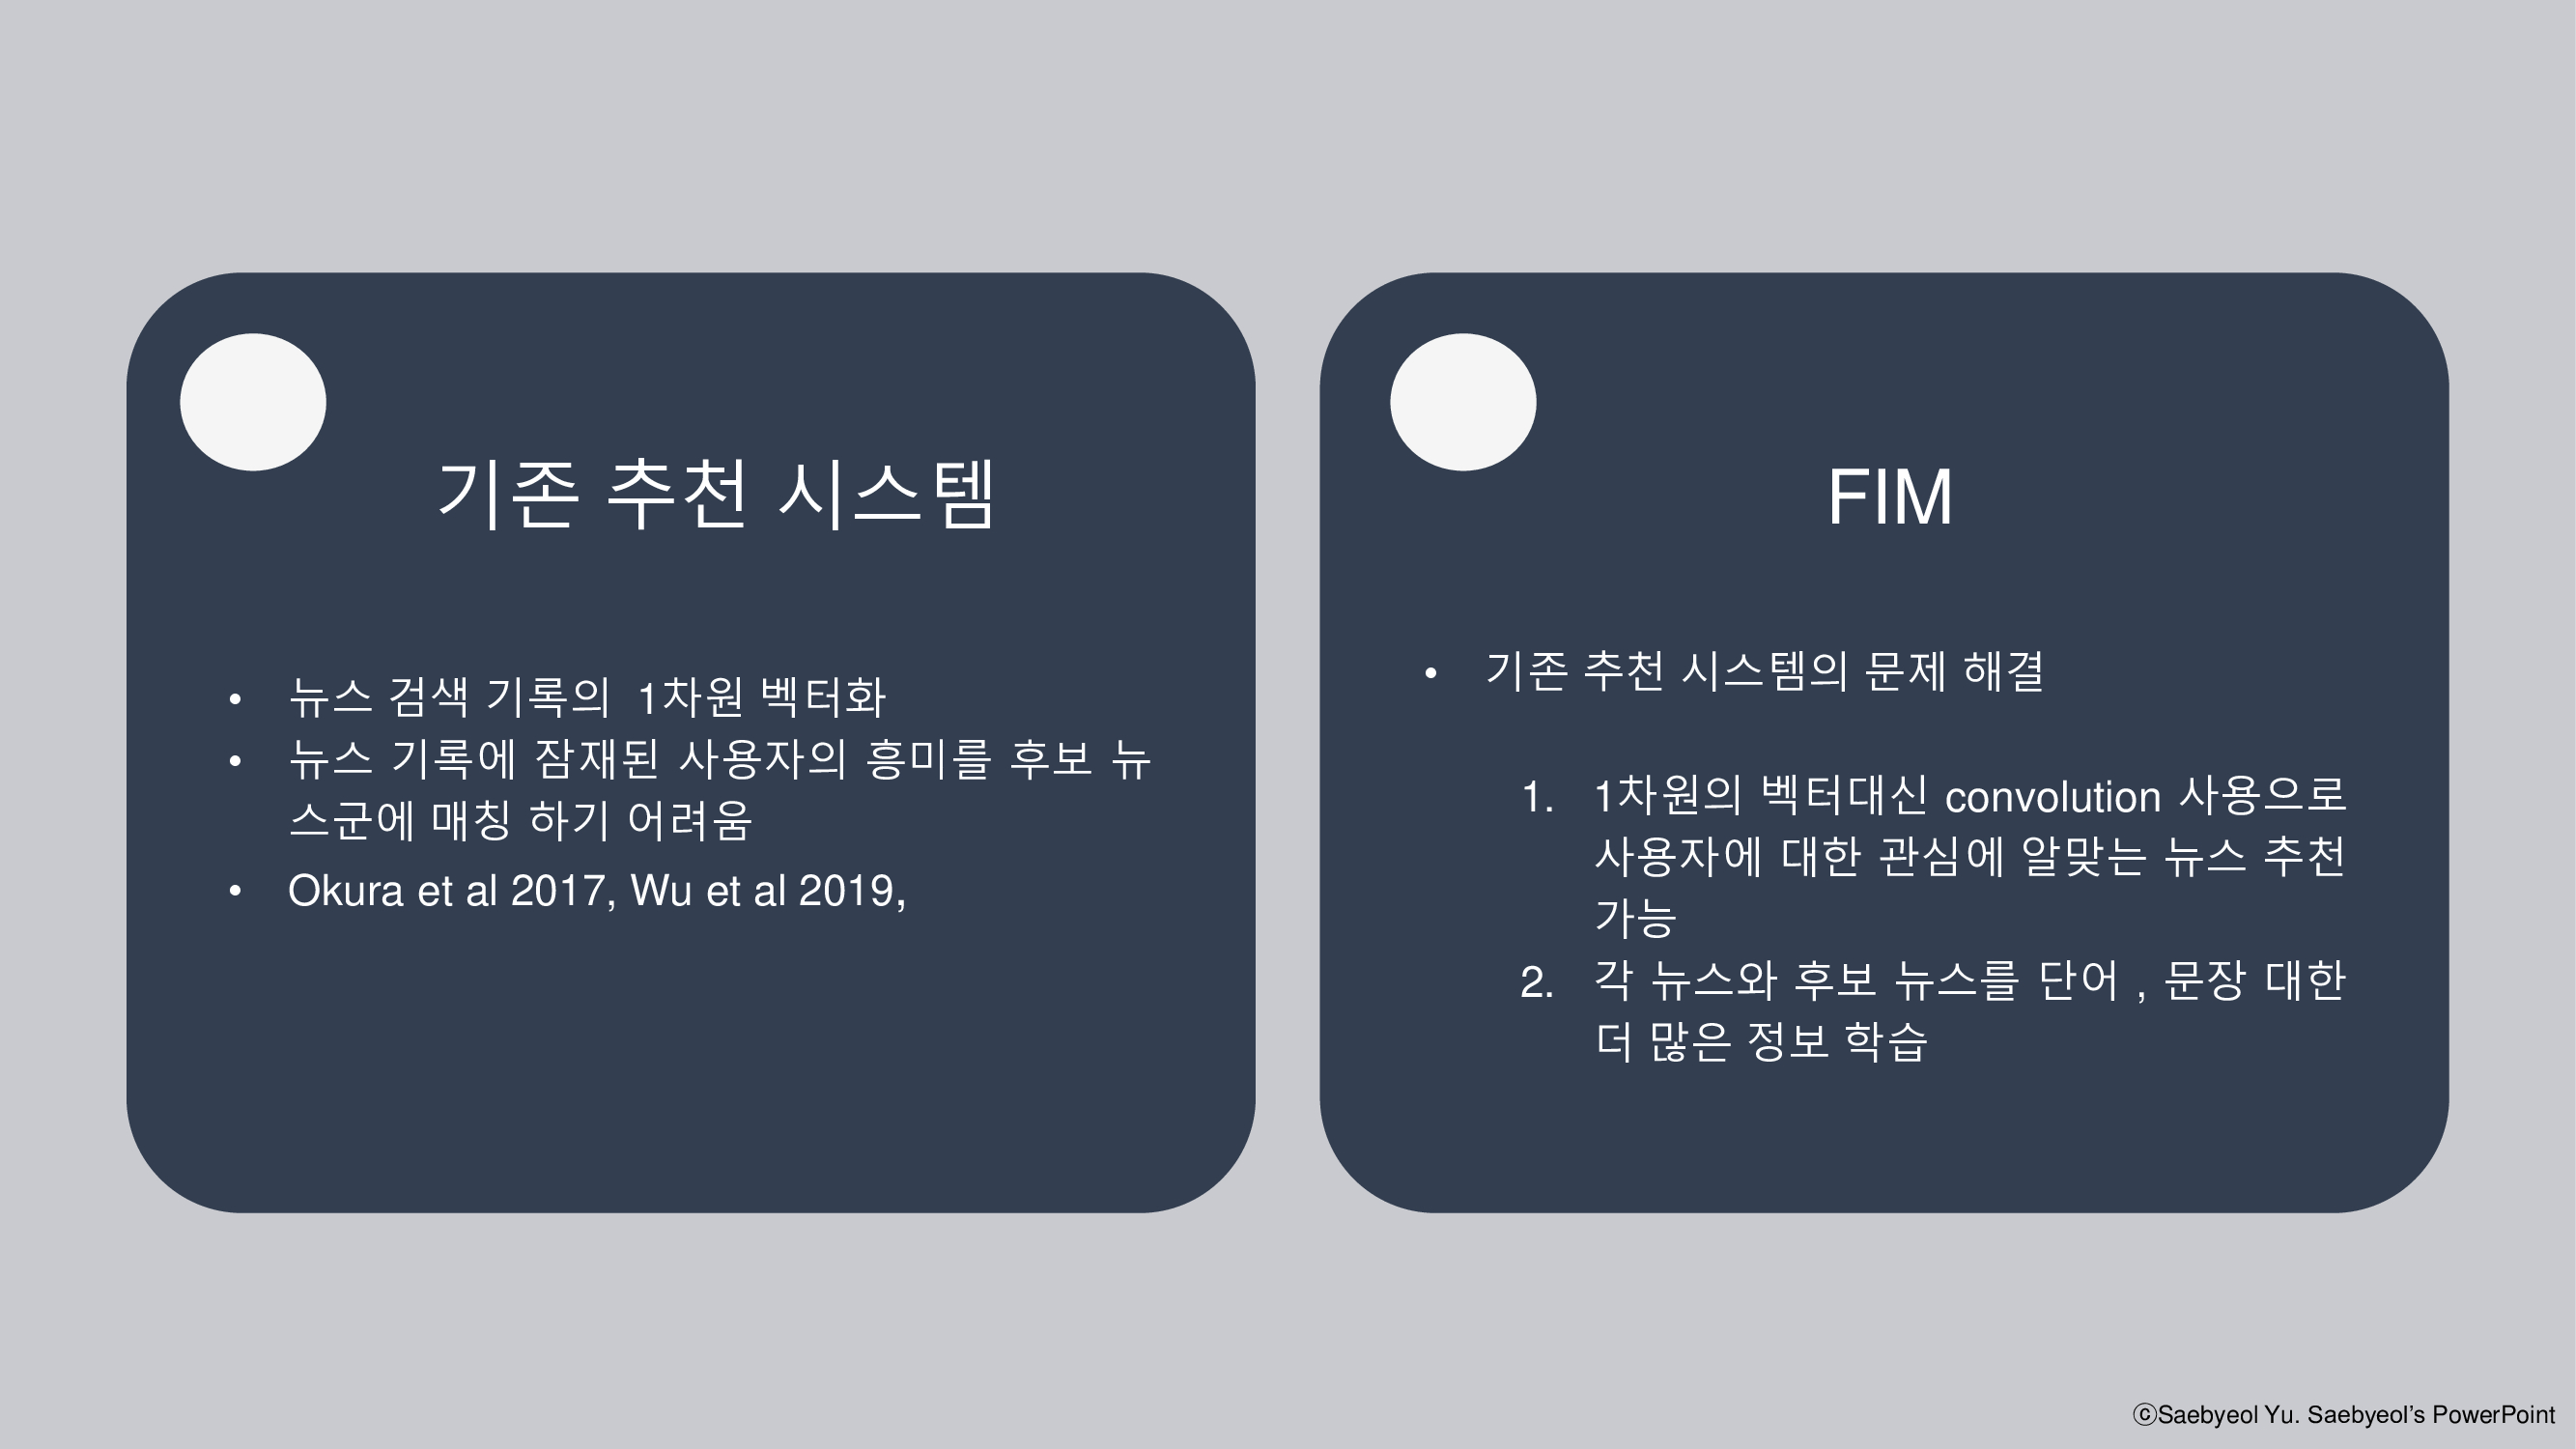 기존 추천 시스템
• 뉴스 검색 기록의 1차원 벡터화
• 뉴스 기록에 잠재된 사용자의 흥미를 후보 뉴
스군에 매칭 하기 어려움
• Okura et al 2017, Wu et al 2019,
FIM
• 기존 추천 시스템의 문제 해결
1. 1차원의 벡터대신 convolution 사용으로
사용자에 대한 관심에 알맞는 뉴스 추천
가능
2. 각 뉴스와 후보 뉴스를 단어 , 문장 대한
더 많은 정보 학습
ⓒSaebyeol Yu. Saebyeol’s PowerPoint